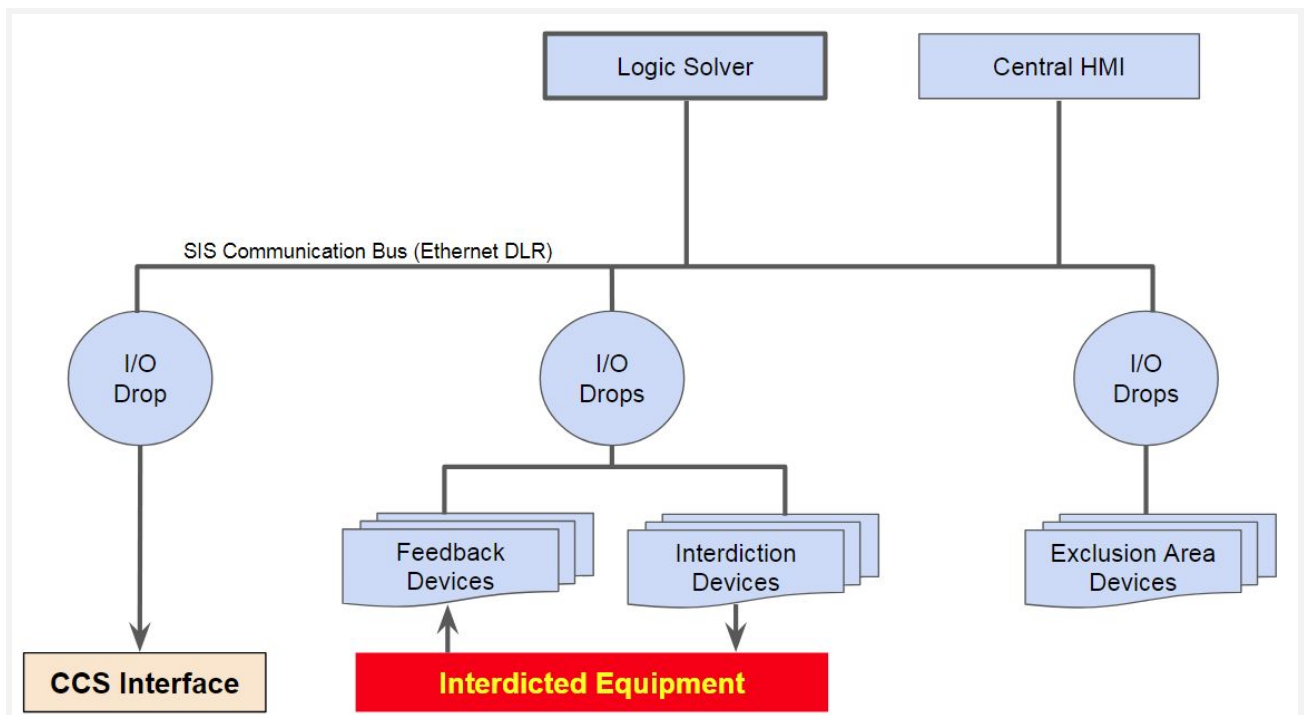 Logic Solver
Central HMI
SIS Communication Bus (Ethernet DLR)
I/O
Drop
I/O
Drops
I/O
Drops
Feedback
Devices
Interdiction
Devices
Exclusion Area
Devices
CCS Interface
Interdicted Equipment